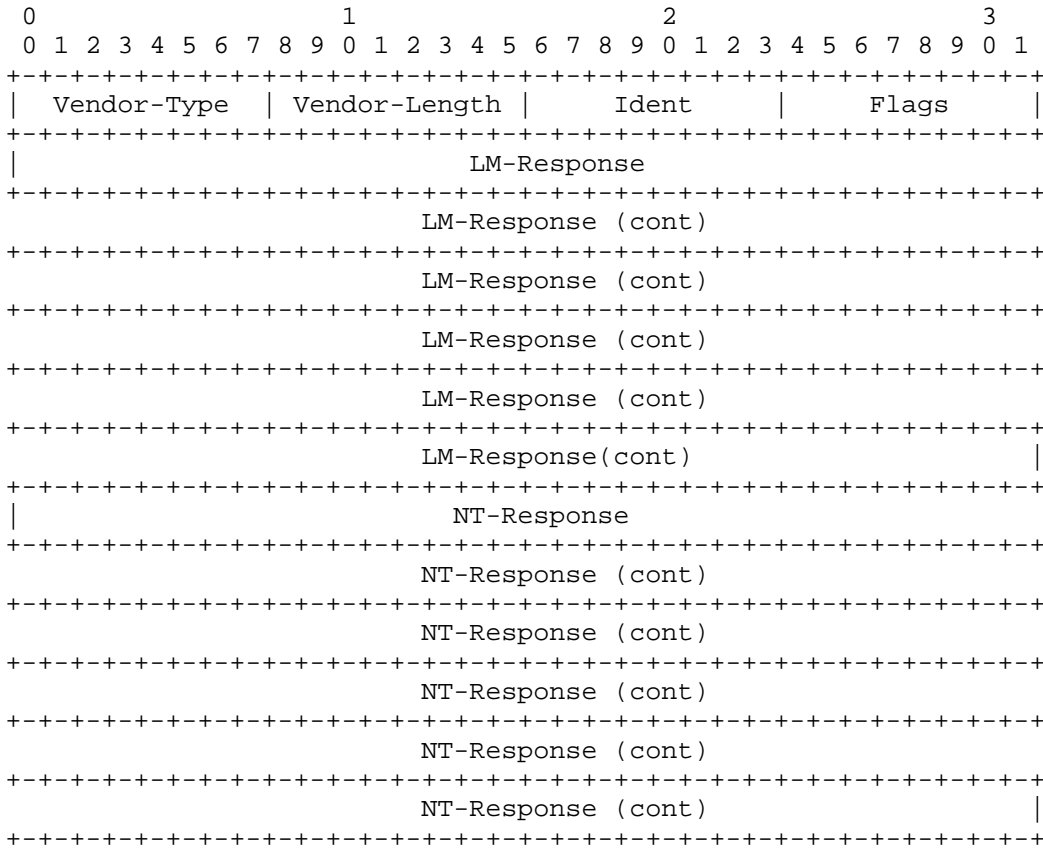 0                   1                   2                   3
 0 1 2 3 4 5 6 7 8 9 0 1 2 3 4 5 6 7 8 9 0 1 2 3 4 5 6 7 8 9 0 1
+-+-+-+-+-+-+-+-+-+-+-+-+-+-+-+-+-+-+-+-+-+-+-+-+-+-+-+-+-+-+-+-+
|  Vendor-Type  | Vendor-Length |     Ident     |     Flags     |
+-+-+-+-+-+-+-+-+-+-+-+-+-+-+-+-+-+-+-+-+-+-+-+-+-+-+-+-+-+-+-+-+
|                            LM-Response
+-+-+-+-+-+-+-+-+-+-+-+-+-+-+-+-+-+-+-+-+-+-+-+-+-+-+-+-+-+-+-+-+
                          LM-Response (cont)
+-+-+-+-+-+-+-+-+-+-+-+-+-+-+-+-+-+-+-+-+-+-+-+-+-+-+-+-+-+-+-+-+
                          LM-Response (cont)
+-+-+-+-+-+-+-+-+-+-+-+-+-+-+-+-+-+-+-+-+-+-+-+-+-+-+-+-+-+-+-+-+
                          LM-Response (cont)
+-+-+-+-+-+-+-+-+-+-+-+-+-+-+-+-+-+-+-+-+-+-+-+-+-+-+-+-+-+-+-+-+
                          LM-Response (cont)
+-+-+-+-+-+-+-+-+-+-+-+-+-+-+-+-+-+-+-+-+-+-+-+-+-+-+-+-+-+-+-+-+
                          LM-Response(cont)                     |
+-+-+-+-+-+-+-+-+-+-+-+-+-+-+-+-+-+-+-+-+-+-+-+-+-+-+-+-+-+-+-+-+
|                           NT-Response
+-+-+-+-+-+-+-+-+-+-+-+-+-+-+-+-+-+-+-+-+-+-+-+-+-+-+-+-+-+-+-+-+
                          NT-Response (cont)
+-+-+-+-+-+-+-+-+-+-+-+-+-+-+-+-+-+-+-+-+-+-+-+-+-+-+-+-+-+-+-+-+
                          NT-Response (cont)
+-+-+-+-+-+-+-+-+-+-+-+-+-+-+-+-+-+-+-+-+-+-+-+-+-+-+-+-+-+-+-+-+
                          NT-Response (cont)
+-+-+-+-+-+-+-+-+-+-+-+-+-+-+-+-+-+-+-+-+-+-+-+-+-+-+-+-+-+-+-+-+
                          NT-Response (cont)
+-+-+-+-+-+-+-+-+-+-+-+-+-+-+-+-+-+-+-+-+-+-+-+-+-+-+-+-+-+-+-+-+
                          NT-Response (cont)                    |
+-+-+-+-+-+-+-+-+-+-+-+-+-+-+-+-+-+-+-+-+-+-+-+-+-+-+-+-+-+-+-+-+